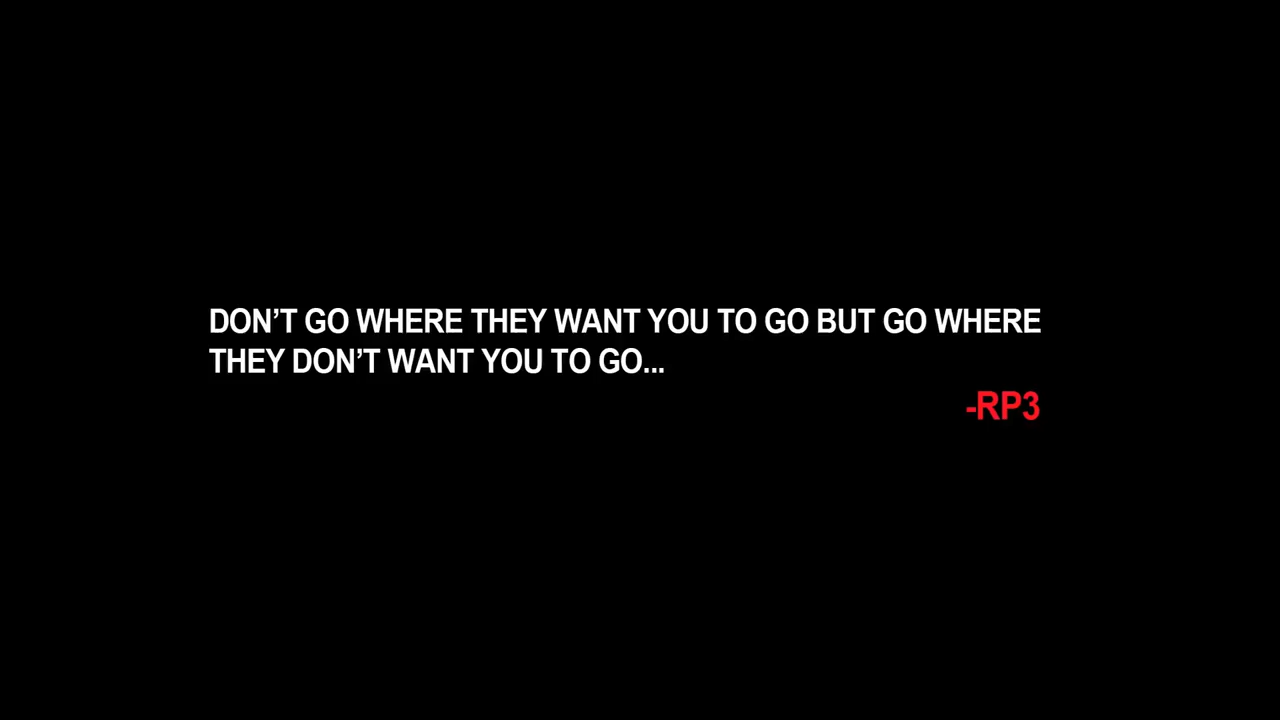 DON’T GO WHERE THEY WANT YOU TO GO BUT GO WHERE
THEY DON’T WANT YOU TO GO...
-RP3